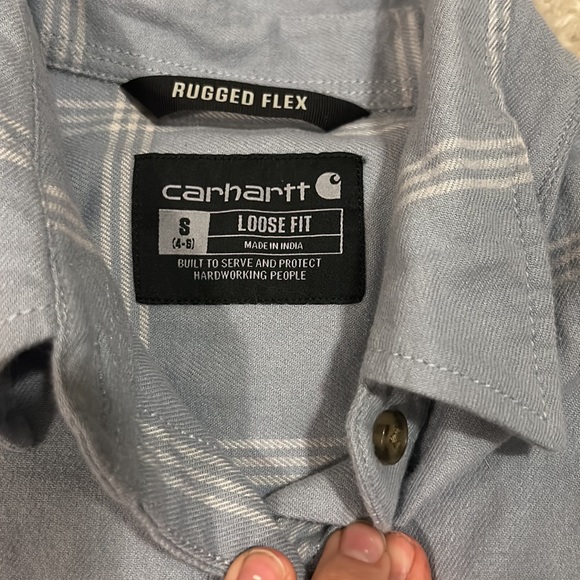 RUGGED FLEX
carhartt
S
(4-6)
LOOSE FIT
MADE IN INDIA
BUILT TO SERVE AND PROTECT
HARDWORKING PEOPLE